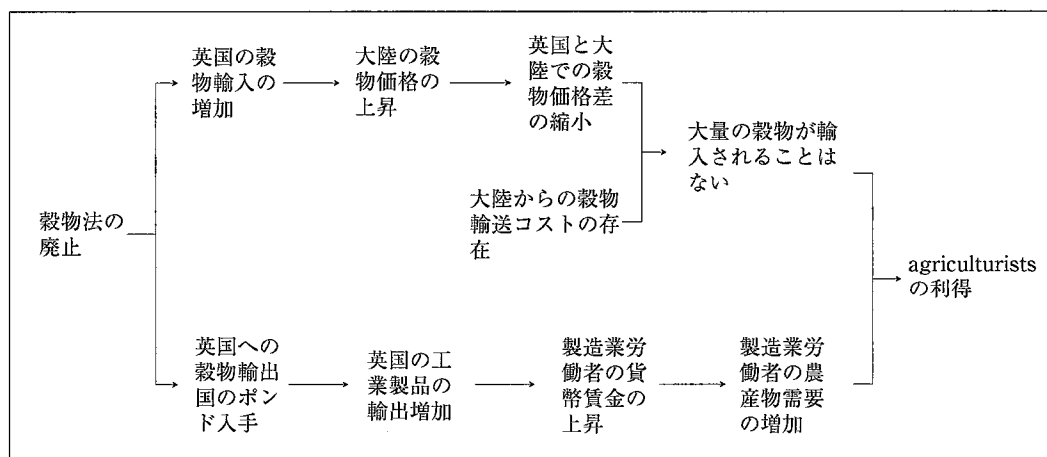 英国の穀
物輸入の
増加
大陸の穀
物価格の
上昇
英国と大
陸での穀
物価格差
の縮小
大陸からの穀物
輸送コストの存
在
大量の穀物が輸
入されることは
ない
穀物法の
廃止
英国への
穀物輸出
国のポン
ド入手
英国の工
業製品の
輸出増加
製造業労
働者の貨
幣賃金の
上昇
製造業労
働者の農
産物需要
の増加
agriculturists
の利得